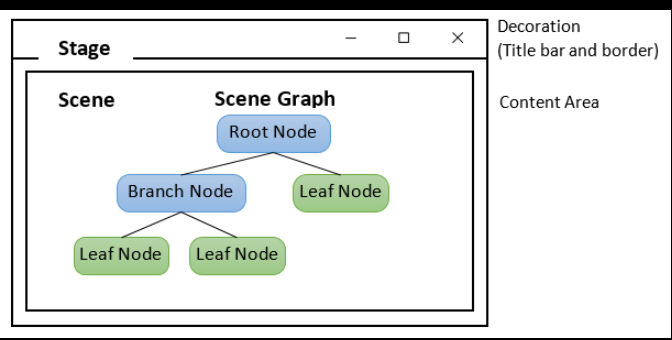 Stage
Decoration
(Title bar and border)
Scene
Scene Graph
Content Area
Root Node
Branch Node
Leaf Node
Leaf Node
Leaf Node